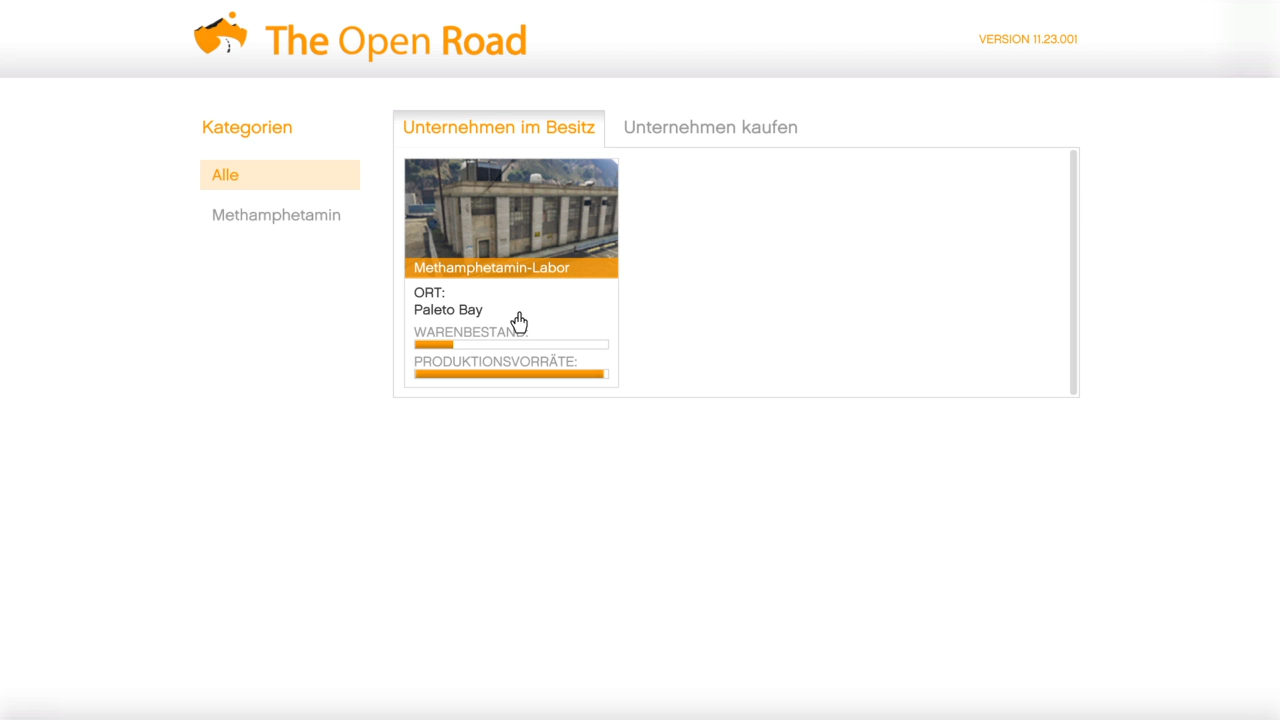 The Open Road
VERSION 11.23.001
Kategorien
Alle
Methamphetamin
Unternehmen im Besitz
Unternehmen kaufen
Methamphetamin-Labor
ORT:
Paleto Bay
WARENBESTAND:
PRODUKTIONSVORRÄTE: